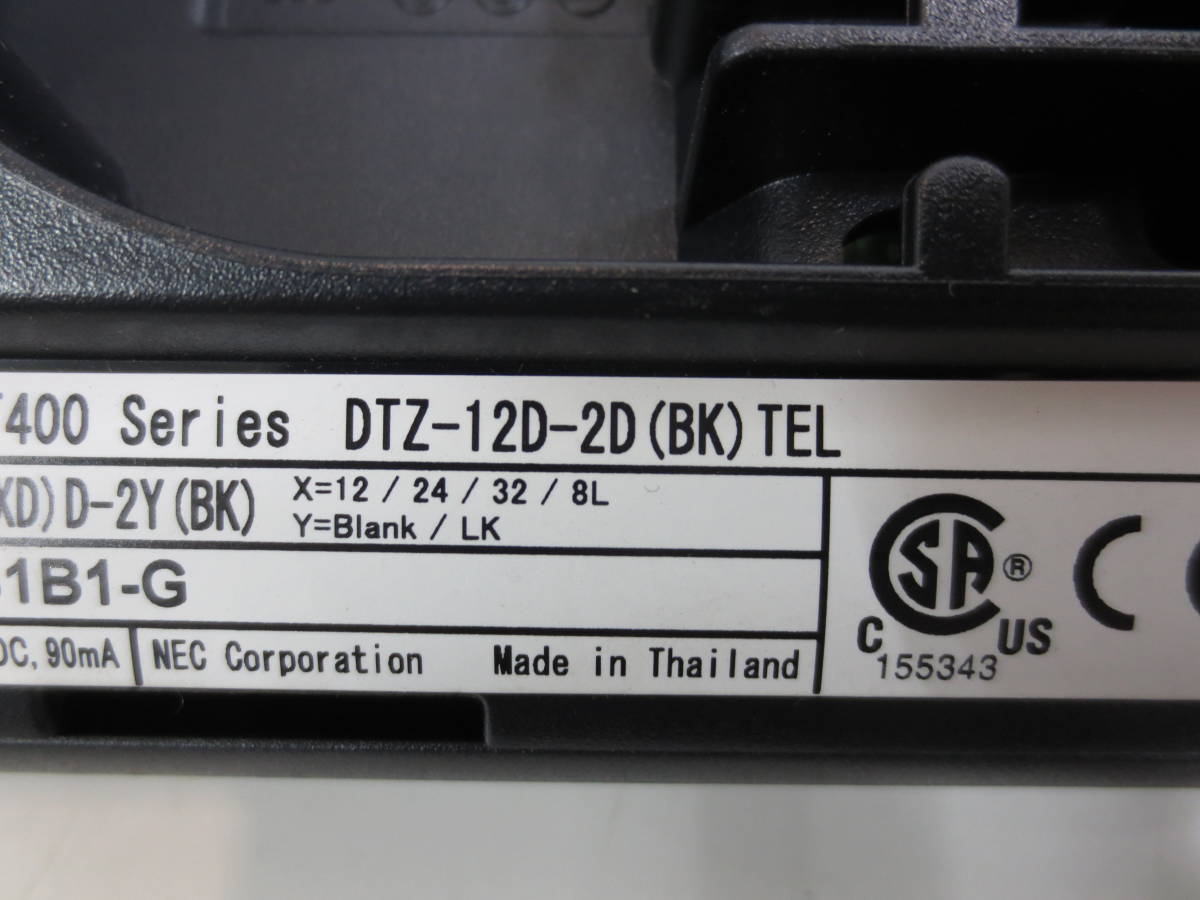 T400 Series DTZ-12D-2D(BK)TEL
XD)D-2Y(BK) X=12 / 24 / 32 / 8L
Y=Blank / LK
1B1-G
DC, 90mA NEC Corporation Made in Thailand
SA ®
C US
155343
C